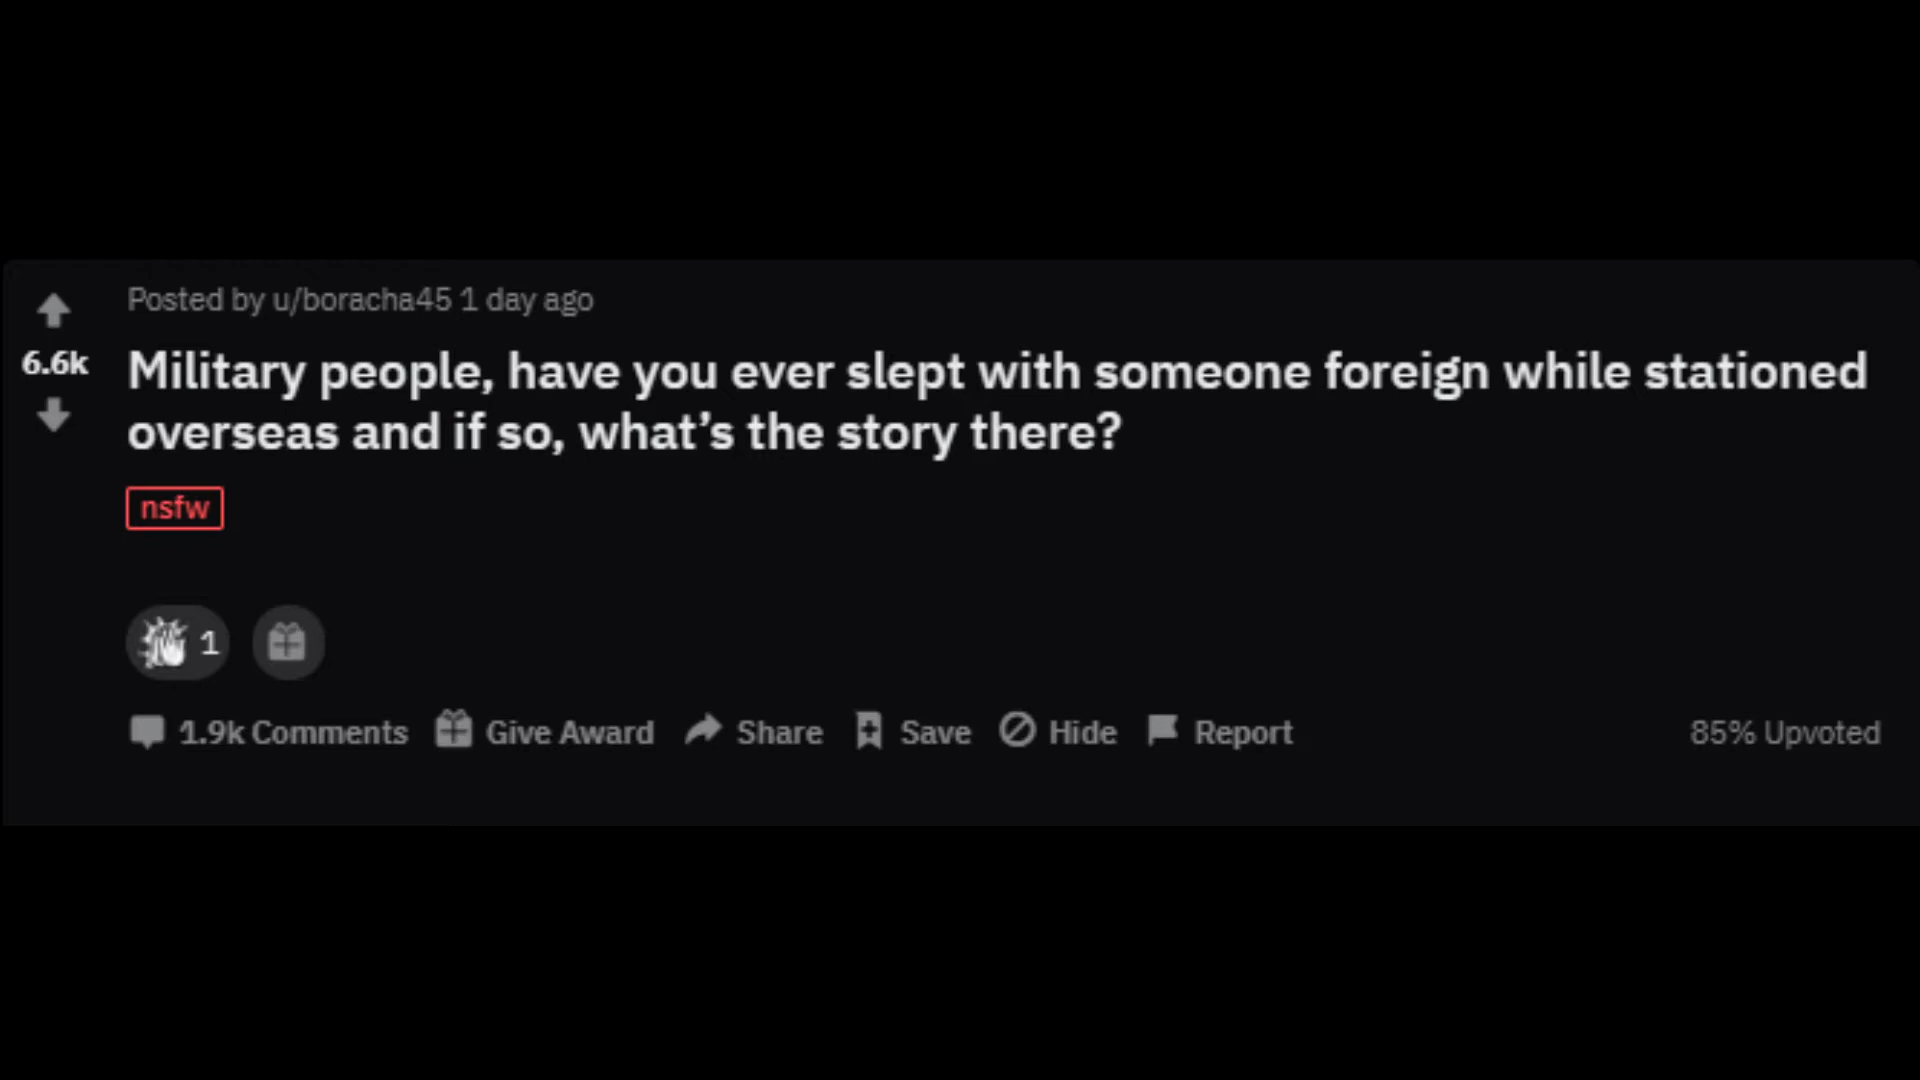 Posted by u/boracha45 1 day ago
6.6k
Military people, have you ever slept with someone foreign while stationed
overseas and if so, what’s the story there?
nsfw
1
1.9k Comments Give Award Share Save Hide Report 85% Upvoted